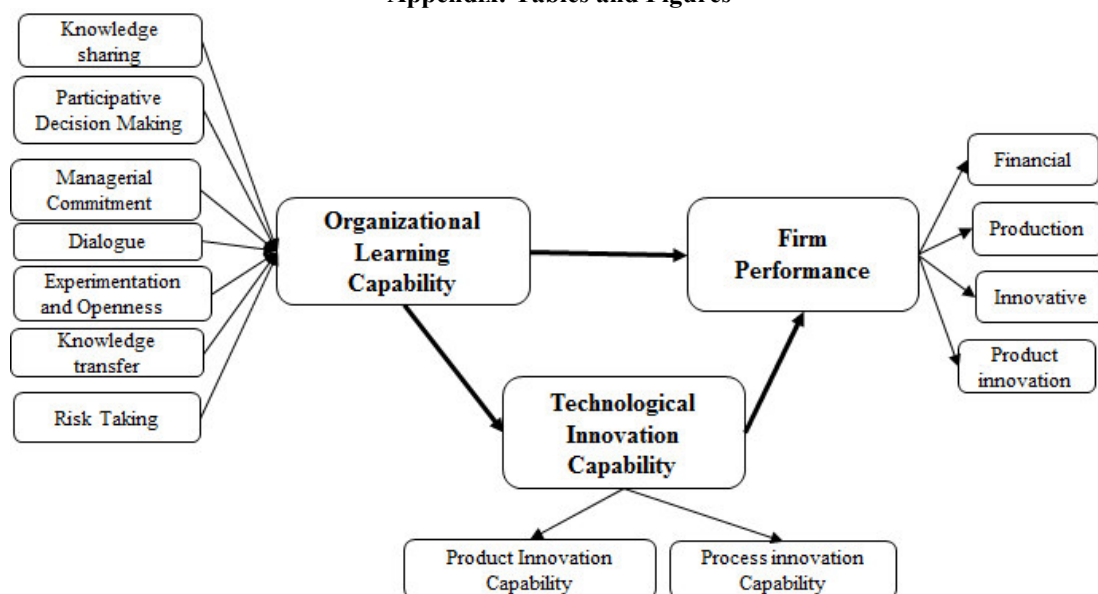 Appendix: Tables and Figures
Knowledge
sharing
Participative
Decision Making
Managerial
Commitment
Dialogue
Experimentation
and Openness
Knowledge
transfer
Risk Taking
Organizational
Learning
Capability
Firm
Performance
Financial
Production
Innovative
Product
innovation
Technological
Innovation
Capability
Product Innovation
Capability
Process innovation
Capability